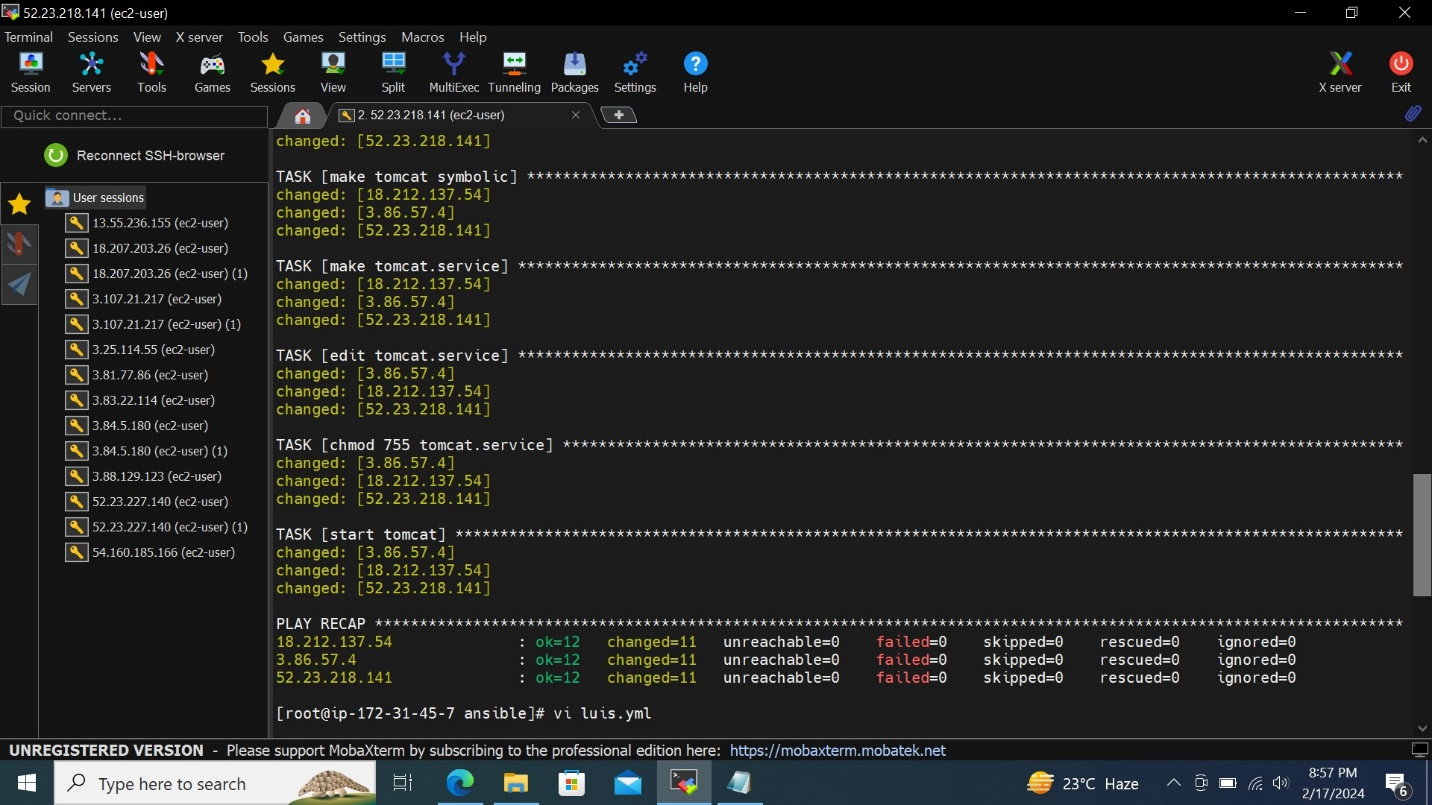 52.23.218.141 (ec2-user)
Terminal Sessions View X server Tools Games Settings Macros Help
Session Servers Tools Games Sessions View Split MultiExec Tunneling Packages Settings Help X server Exit
Quick connect...
2. 52.23.218.141 (ec2-user)
Reconnect SSH-browser
User sessions
13.55.236.155 (ec2-user)
18.207.203.26 (ec2-user)
18.207.203.26 (ec2-user) (1)
3.107.21.217 (ec2-user)
3.107.21.217 (ec2-user) (1)
3.25.114.55 (ec2-user)
3.81.77.86 (ec2-user)
3.83.22.114 (ec2-user)
3.84.5.180 (ec2-user)
3.84.5.180 (ec2-user) (1)
3.88.129.123 (ec2-user)
52.23.227.140 (ec2-user)
52.23.227.140 (ec2-user) (1)
54.160.185.166 (ec2-user)
changed: [52.23.218.141]
TASK [make tomcat symbolic] **************************************************************************************************
changed: [18.212.137.54]
changed: [3.86.57.4]
changed: [52.23.218.141]
TASK [make tomcat.service] ***************************************************************************************************
changed: [18.212.137.54]
changed: [3.86.57.4]
changed: [52.23.218.141]
TASK [edit tomcat.service] ***************************************************************************************************
changed: [3.86.57.4]
changed: [18.212.137.54]
changed: [52.23.218.141]
TASK [chmod 755 tomcat.service] **********************************************************************************************
changed: [3.86.57.4]
changed: [18.212.137.54]
changed: [52.23.218.141]
TASK [start tomcat] **********************************************************************************************************
changed: [3.86.57.4]
changed: [18.212.137.54]
changed: [52.23.218.141]
PLAY RECAP *******************************************************************************************************************
18.212.137.54 : ok=12 changed=11 unreachable=0 failed=0 skipped=0 rescued=0 ignored=0
3.86.57.4 : ok=12 changed=11 unreachable=0 failed=0 skipped=0 rescued=0 ignored=0
52.23.218.141 : ok=12 changed=11 unreachable=0 failed=0 skipped=0 rescued=0 ignored=0
[root@ip-172-31-45-7 ansible]# vi luis.yml
UNREGISTERED VERSION - Please support MobaXterm by subscribing to the professional edition here: https://mobaxterm.mobatek.net
Type here to search
23°C Haze
8:57 PM
2/17/2024
6